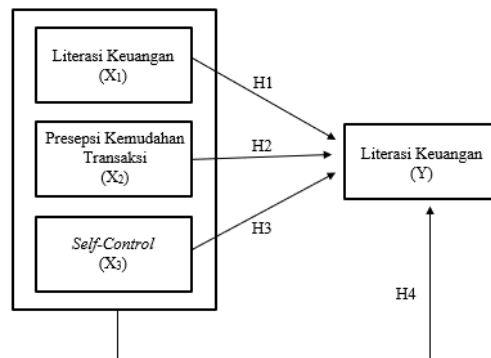 Literasi Keuangan
(X₁)
H1
Presepsi Kemudahan
Transaksi
(X₂)
H2
Literasi Keuangan
(Y)
Self-Control
(X₃)
H3
H4